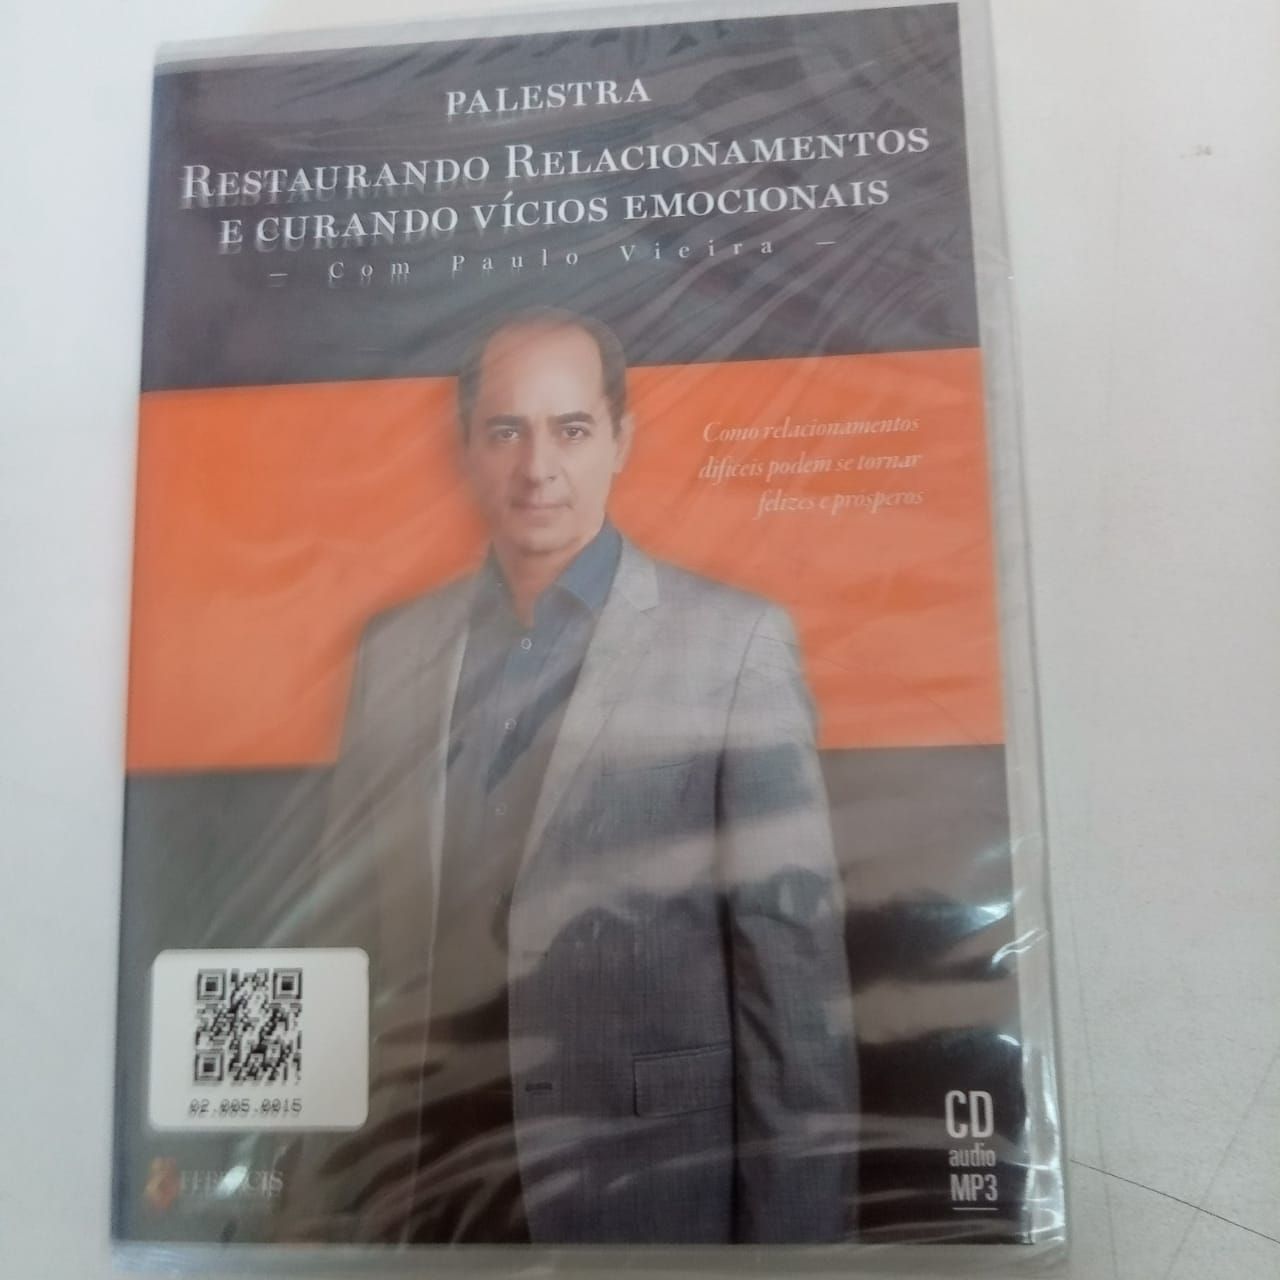 PALESTRA
RESTAURANDO RELACIONAMENTOS
E CURANDO VÍCIOS EMOCIONAIS
— Com Paulo Vieira —
Como relacionamentos
difíceis podem se tornar
felizes e prósperos
02.005.0015
CD
audio
MP3